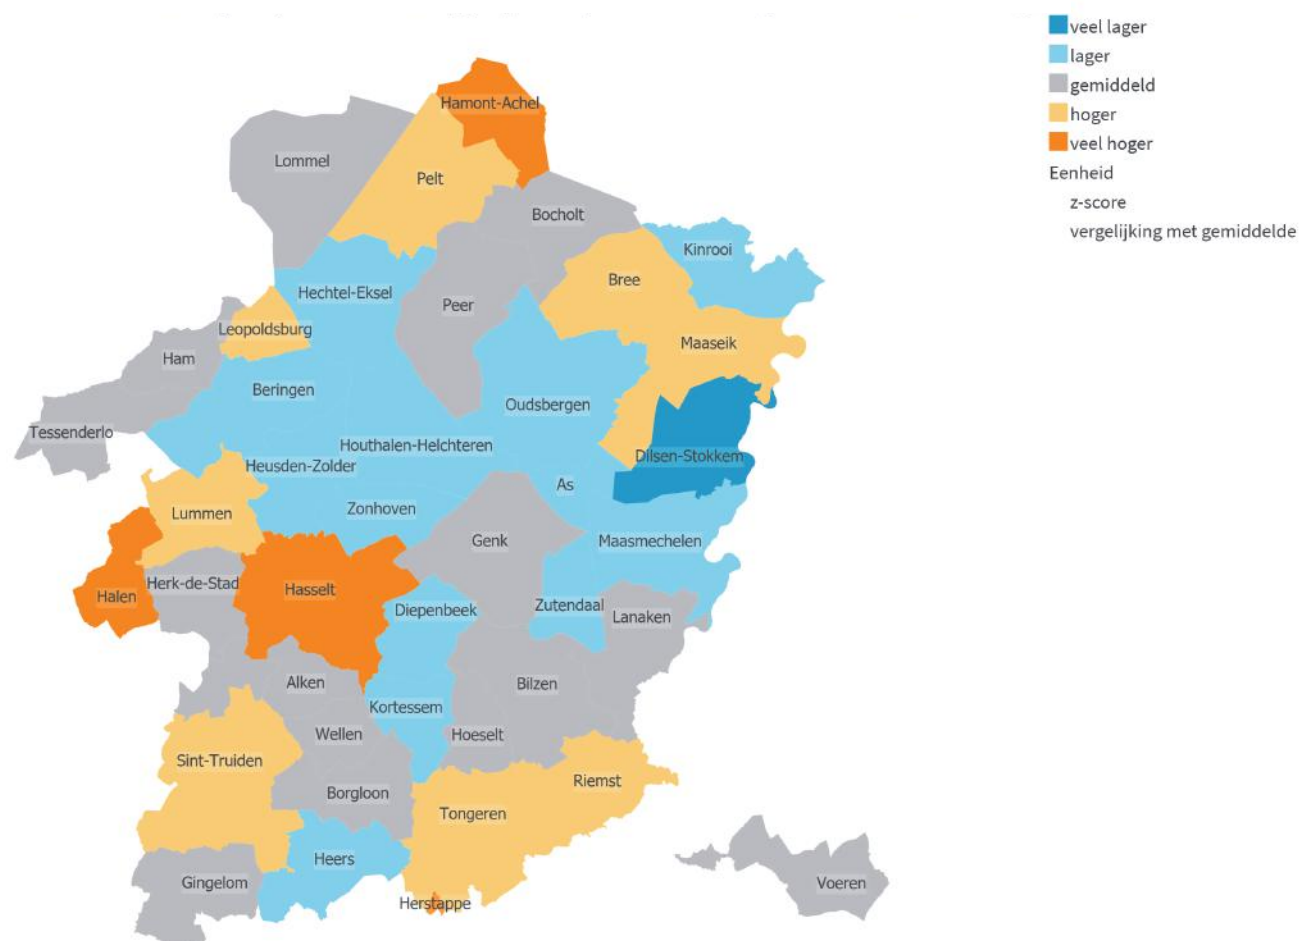 veel lager
lager
gemiddeld
hoger
veel hoger
Eenheid
z-score
vergelijking met gemiddelde
Hamont-Achel
Lommel
Pelt
Bocholt
Kinrooi
Bree
Hechtel-Eksel
Peer
Leopoldsburg
Maaseik
Ham
Beringen
Oudsbergen
Tessenderlo
Houthalen-Helchteren
Dilsen-Stokkem
Heusden-Zolder
As
Zonhoven
Lummen
Genk
Maasmechelen
Herk-de-Stad
Hasselt
Halen
Diepenbeek
Zutendaal
Lanaken
Alken
Bilzen
Kortessem
Wellen
Hoeselt
Sint-Truiden
Riemst
Borgloon
Tongeren
Heers
Gingelom
Voeren
Herstappe